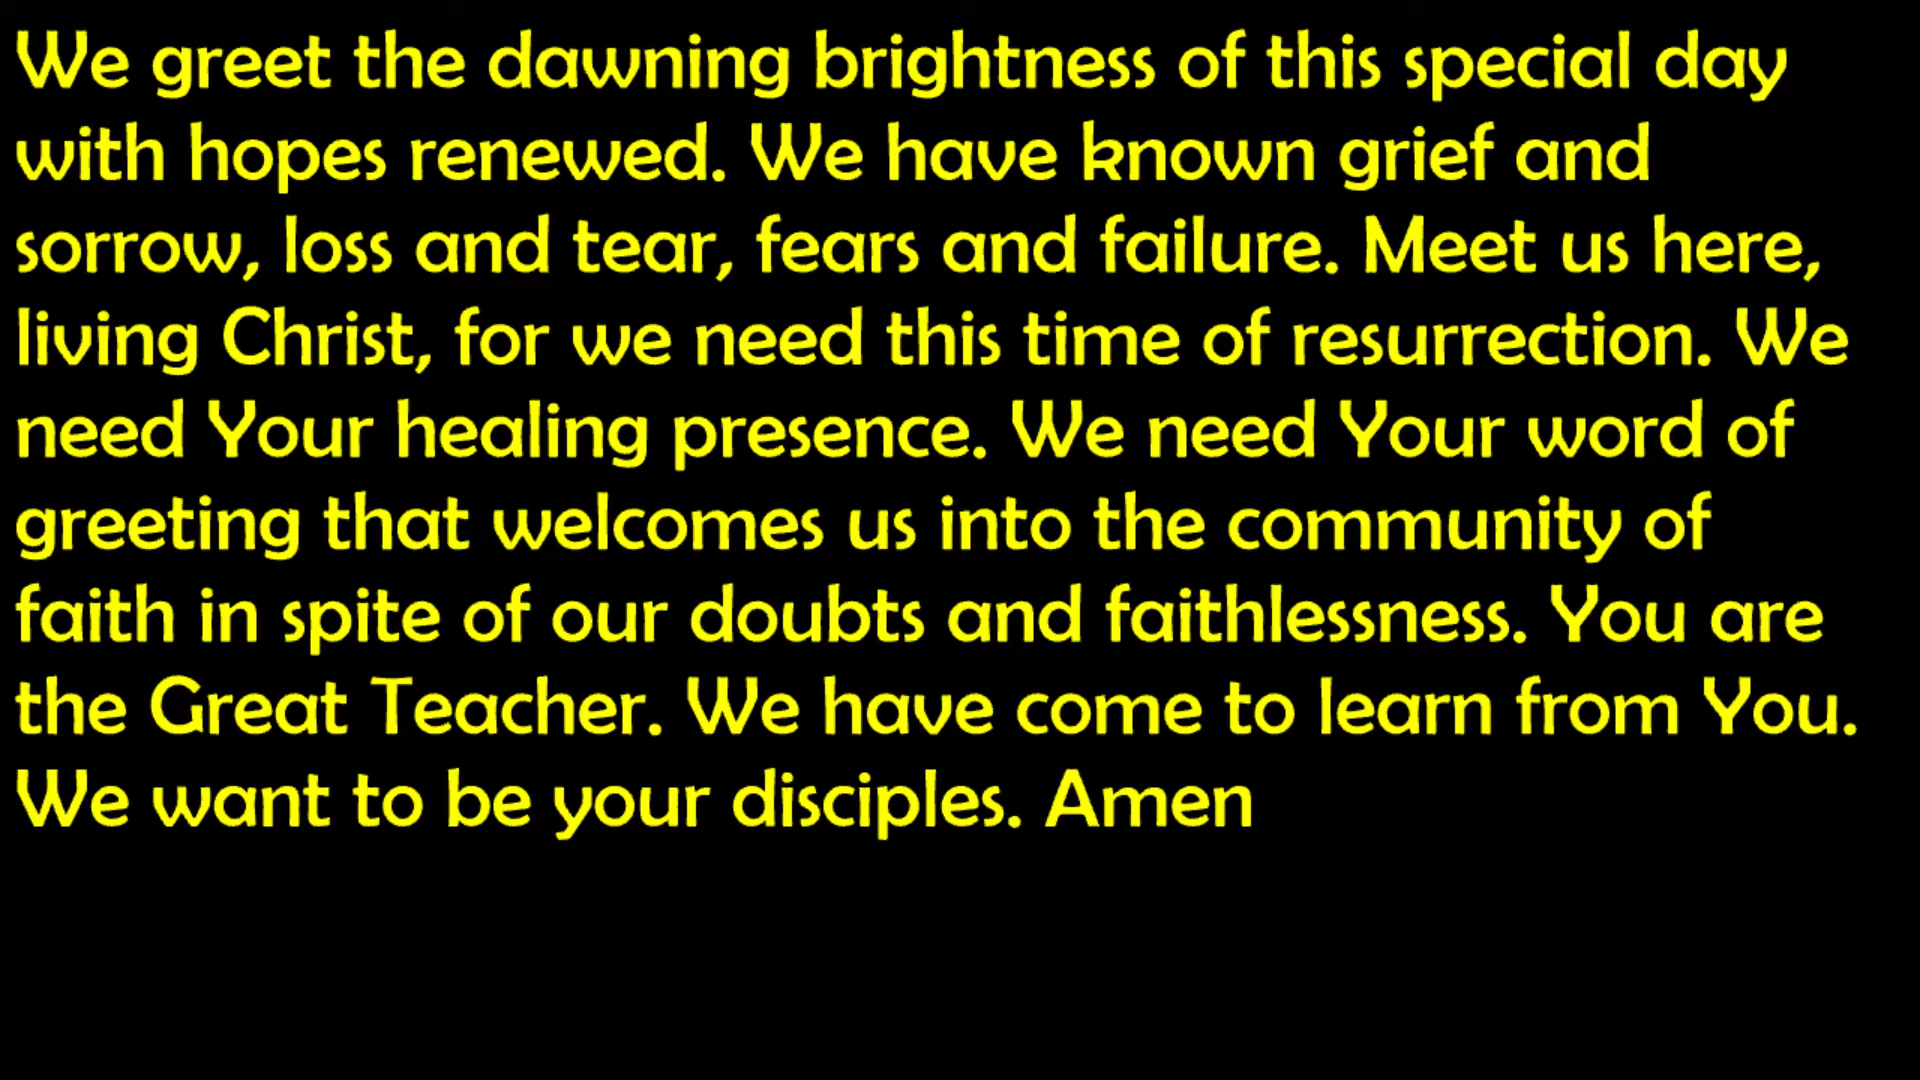 We greet the dawning brightness of this special day
with hopes renewed. We have known grief and
sorrow, loss and tear, fears and failure. Meet us here,
living Christ, for we need this time of resurrection. We
need Your healing presence. We need Your word of
greeting that welcomes us into the community of
faith in spite of our doubts and faithlessness. You are
the Great Teacher. We have come to learn from You.
We want to be your disciples. Amen